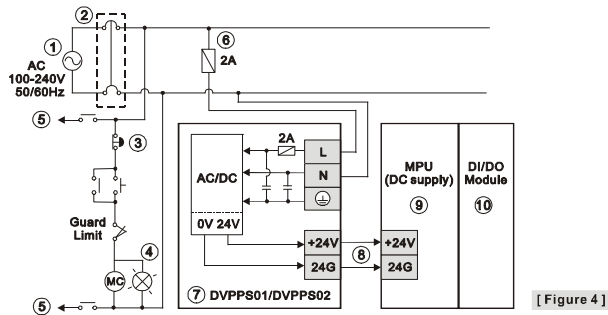 ①
②
AC
100-240V
50/60Hz
⑥
2A
⑤
③
Guard
Limit
④
MC
⑤
2A
L
N
AC/DC
0V 24V
+24V
24G
⑦ DVPPS01/DVPPS02
⑧
MPU
(DC supply)
⑨
+24V
24G
DI/DO
Module
⑩
[ Figure 4 ]